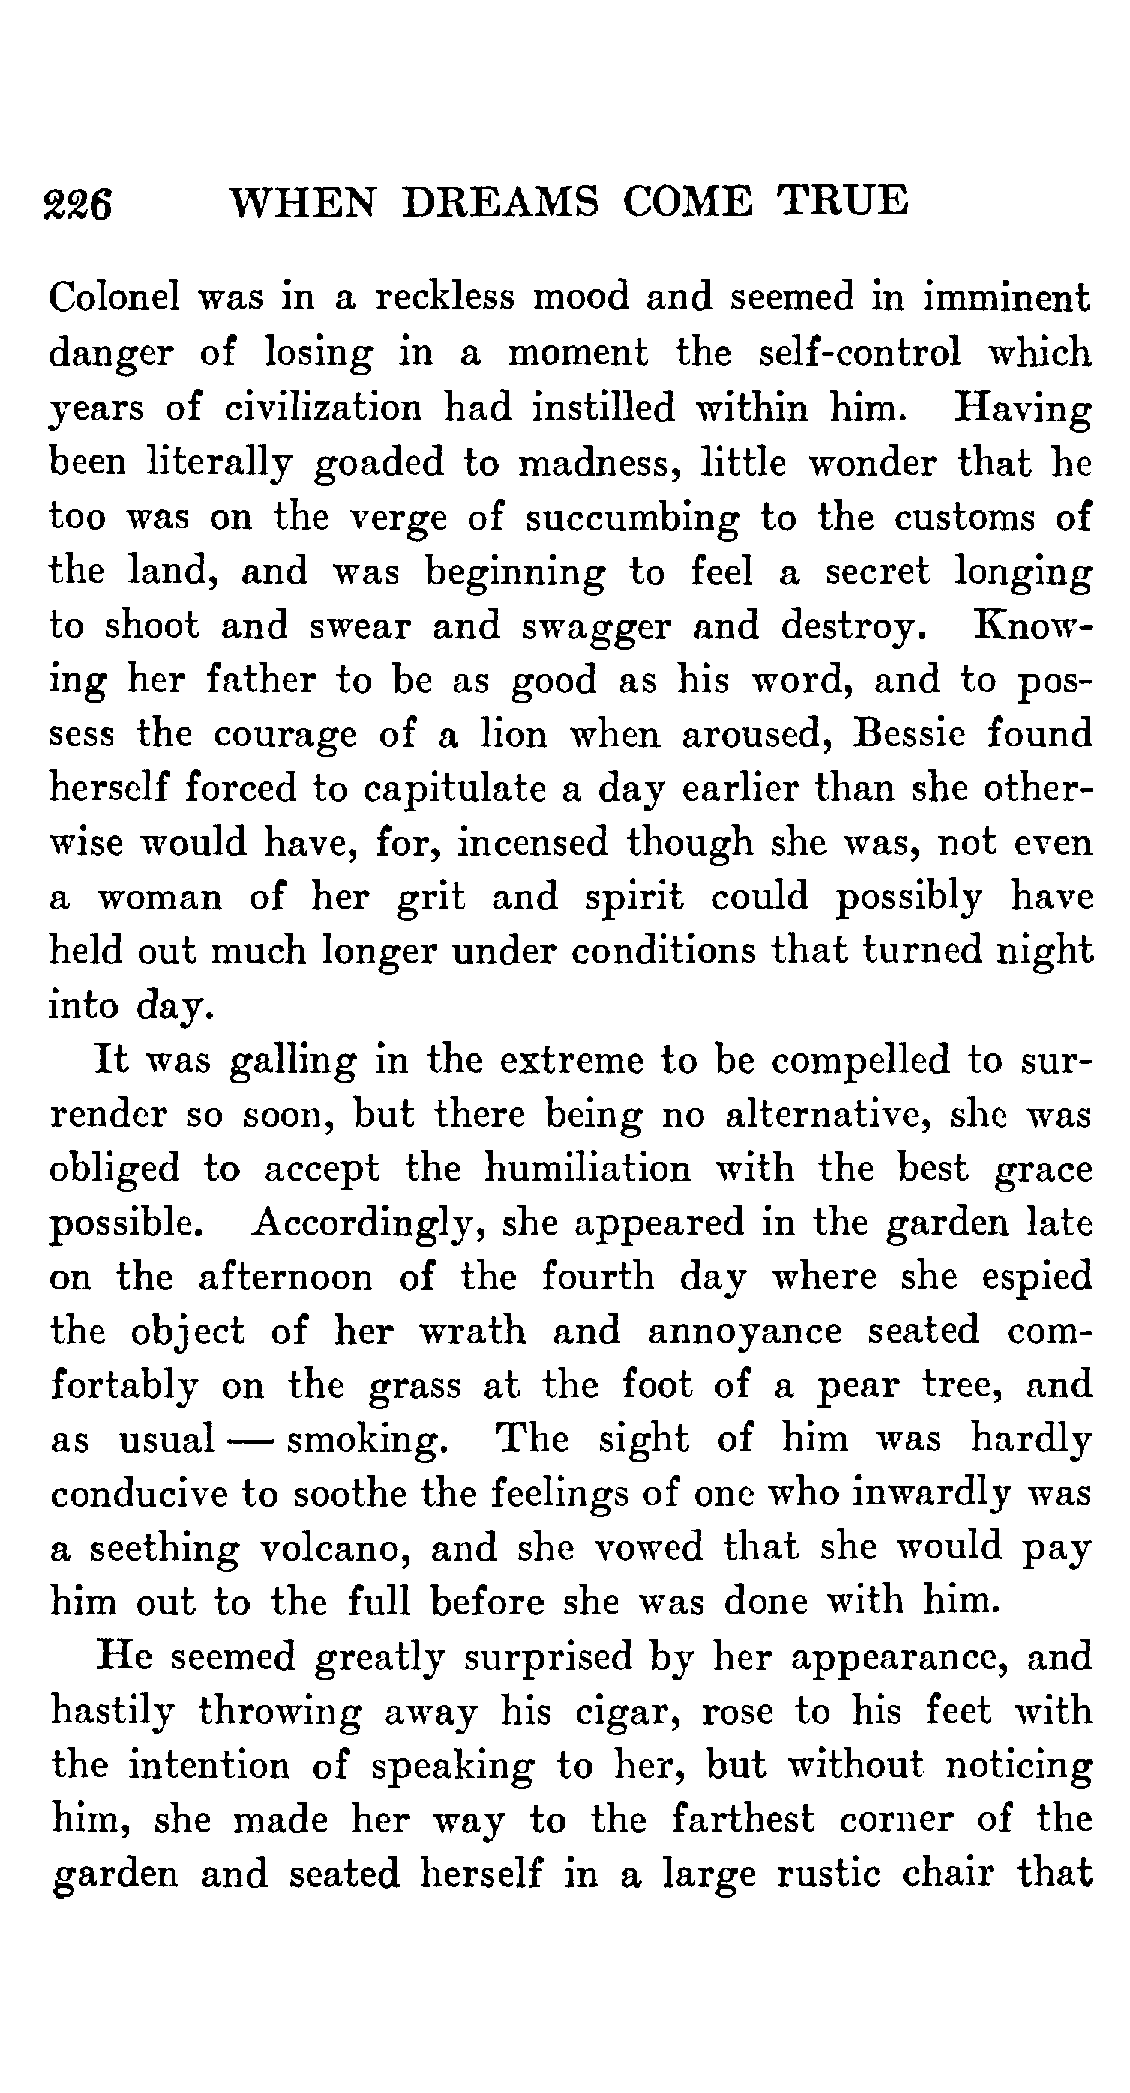 226 WHEN DREAMS COME TRUE
Colonel was in a reckless mood and seemed in imminent
danger of losing in a moment the self-control which
years of civilization had instilled within him. Having
been literally goaded to madness, little wonder that he
too was on the verge of succumbing to the customs of
the land, and was beginning to feel a secret longing
to shoot and swear and swagger and destroy. Know-
ing her father to be as good as his word, and to pos-
sess the courage of a lion when aroused, Bessie found
herself forced to capitulate a day earlier than she other-
wise would have, for, incensed though she was, not even
a woman of her grit and spirit could possibly have
held out much longer under conditions that turned night
into day.
It was galling in the extreme to be compelled to sur-
render so soon, but there being no alternative, she was
obliged to accept the humiliation with the best grace
possible. Accordingly, she appeared in the garden late
on the afternoon of the fourth day where she espied
the object of her wrath and annoyance seated com-
fortably on the grass at the foot of a pear tree, and
as usual — smoking. The sight of him was hardly
conducive to soothe the feelings of one who inwardly was
a seething volcano, and she vowed that she would pay
him out to the full before she was done with him.
He seemed greatly surprised by her appearance, and
hastily throwing away his cigar, rose to his feet with
the intention of speaking to her, but without noticing
him, she made her way to the farthest corner of the
garden and seated herself in a large rustic chair that